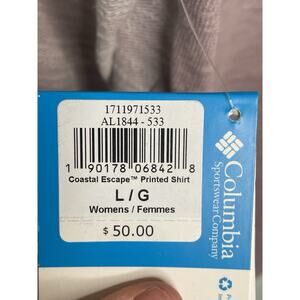 1711971533
AL1844 - 533
1 90178 06842 8
Coastal Escape™ Printed Shirt
L / G
Womens / Femmes
$ 50.00
Columbia
Sportswear Company